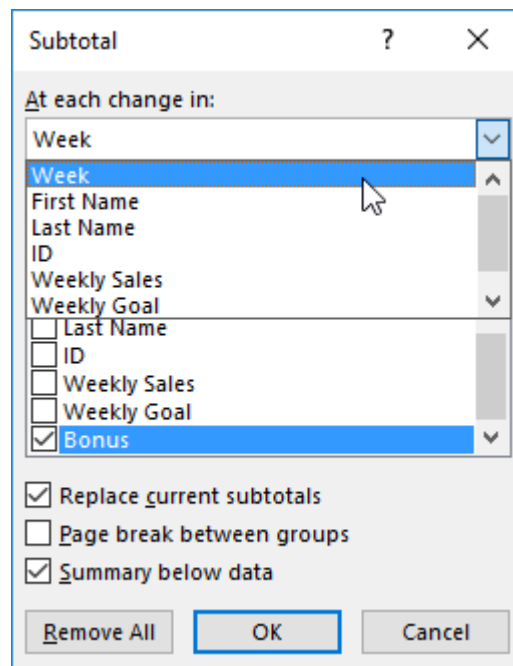 Subtotal ?
At each change in:
Week
Week
First Name
Last Name
ID
Weekly Sales
Weekly Goal
Last Name
ID
Weekly Sales
Weekly Goal
Bonus
Replace current subtotals
Page break between groups
Summary below data
Remove All OK Cancel